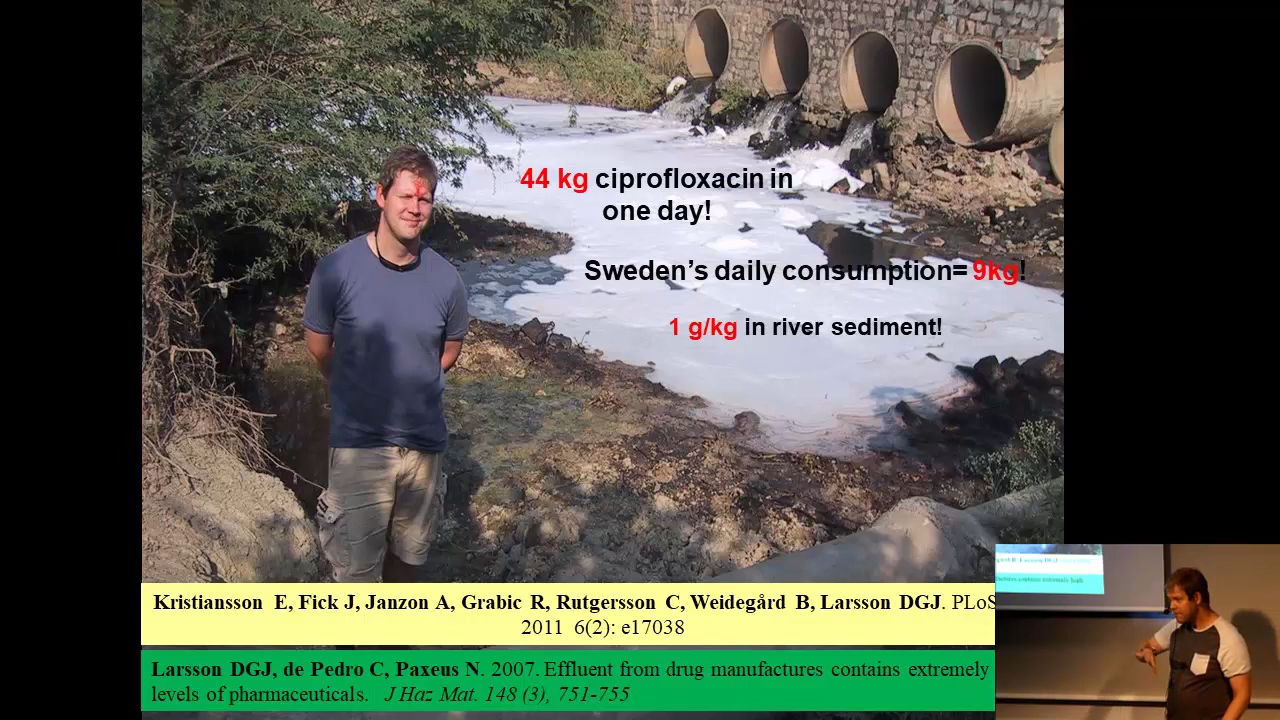 44 kg ciprofloxacin in
one day!
Sweden’s daily consumption= 9kg!
1 g/kg in river sediment!
Kristiansson E, Fick J, Janzon A, Grabic R, Rutgersson C, Weidegård B, Larsson DGJ. PLoS
2011 6(2): e17038
Larsson DGJ, de Pedro C, Paxeus N. 2007. Effluent from drug manufactures contains extremely
levels of pharmaceuticals. J Haz Mat. 148 (3), 751-755